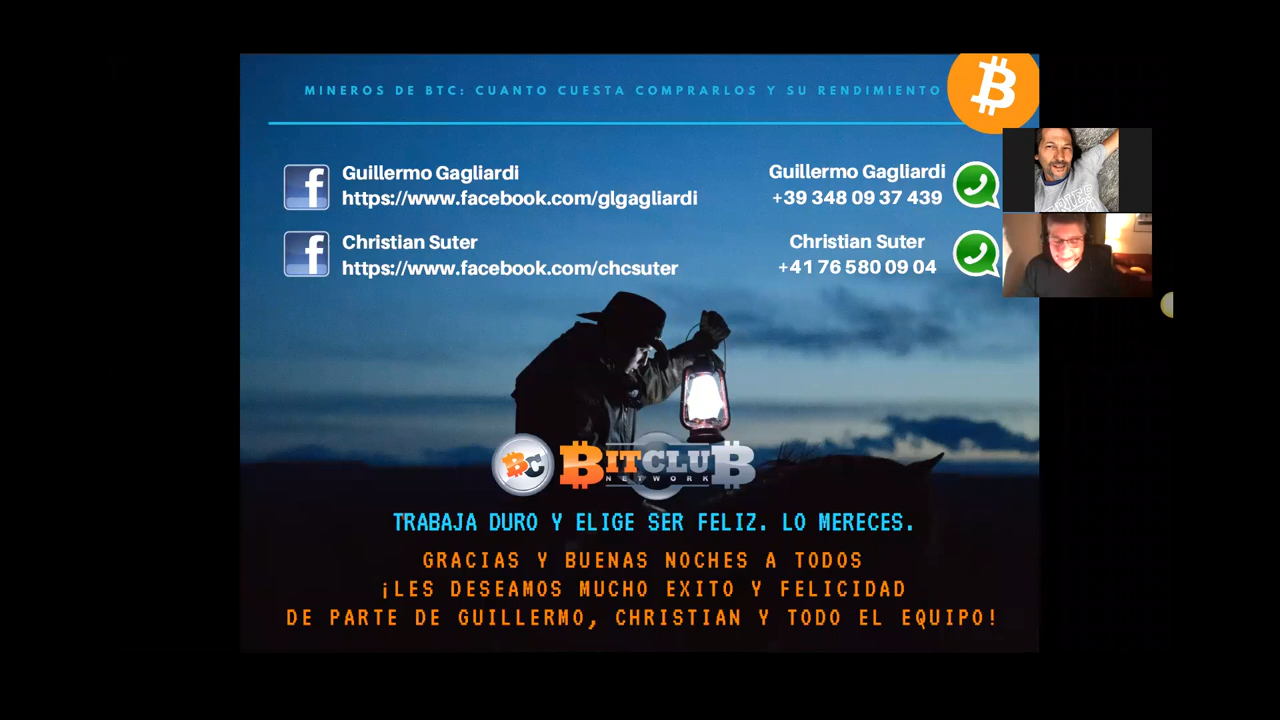 MINEROS DE BTC: CUANTO CUESTA COMPRARLOS Y SU RENDIMIENTO
Guillermo Gagliardi
https://www.facebook.com/glgagliardi
Guillermo Gagliardi
+39 348 09 37 439
Christian Suter
https://www.facebook.com/chcsuter
Christian Suter
+41 76 580 09 04
BC BITCLUB
NETWORK
TRABAJA DURO Y ELIGE SER FELIZ. LO MERECES.
GRACIAS Y BUENAS NOCHES A TODOS
¡LES DESEAMOS MUCHO EXITO Y FELICIDAD
DE PARTE DE GUILLERMO, CHRISTIAN Y TODO EL EQUIPO!